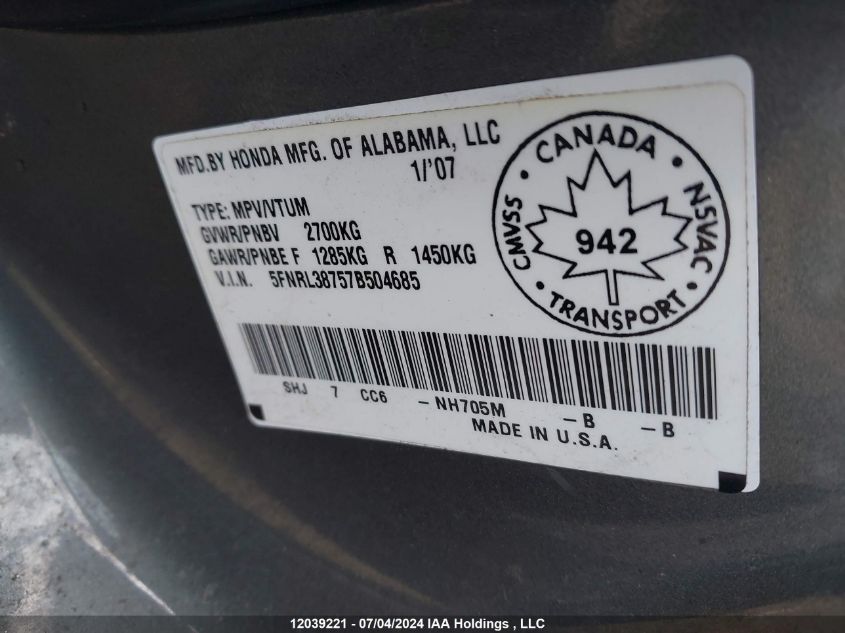 MFD.BY HONDA MFG. OF ALABAMA, LLC
1/'07
TYPE: MPV/VTUM
GVWR/PNBV 2700KG
GAWR/PNBE F 1285KG R 1450KG
V.I.N. 5FNRL38757B504685
CANADA
CMVSS 942 NSVAC
TRANSPORT
SHJ 7 CC6 - NH705M - B - B
MADE IN U.S.A.
12039221 - 07/04/2024 IAA Holdings , LLC